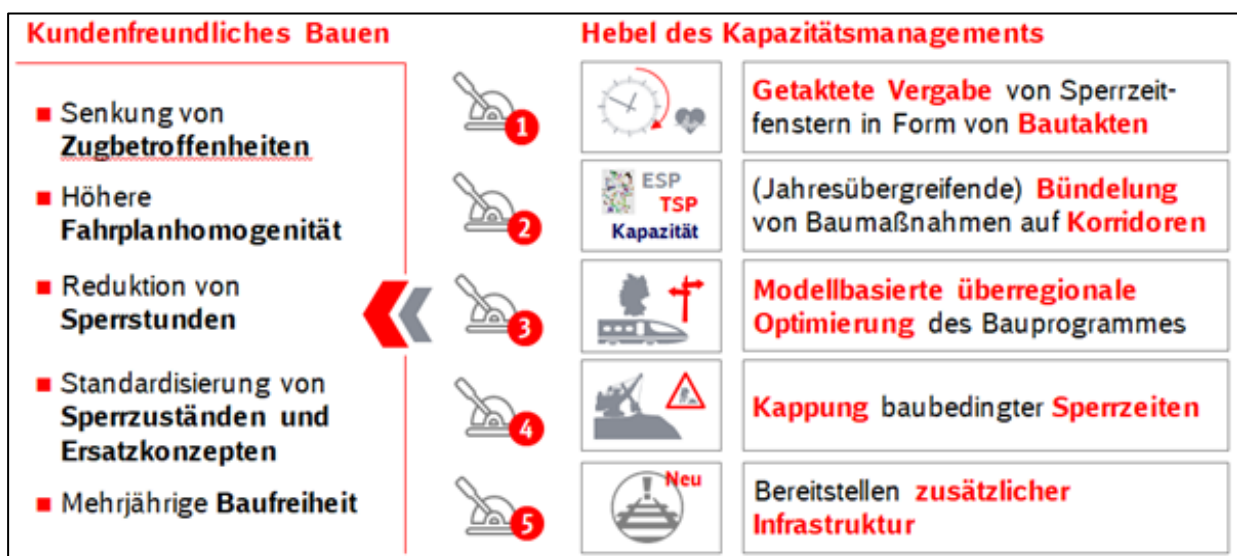 Kundenfreundliches Bauen
■ Senkung von
Zugbetroffenheiten
■ Höhere
Fahrplanhomogenität
■ Reduktion von
Sperrstunden
■ Standardisierung von
Sperrzuständen und
Ersatzkonzepten
■ Mehrjährige Baufreiheit
Hebel des Kapazitätsmanagements
1
Getaktete Vergabe von Sperrzeit-
fenstern in Form von Bautakten
2
ESP
TSP
Kapazität
(Jahresübergreifende) Bündelung
von Baumaßnahmen auf Korridoren
3
Modellbasierte überregionale
Optimierung des Bauprogrammes
4
Kappung baubedingter Sperrzeiten
5
Neu
Bereitstellen zusätzlicher
Infrastruktur